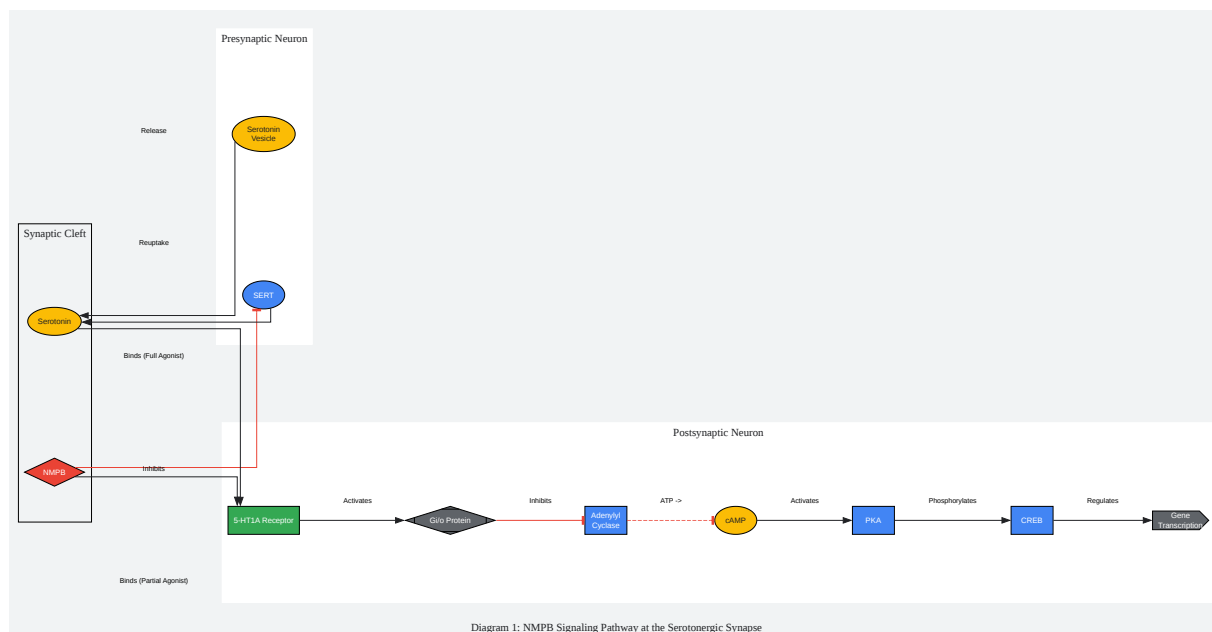 Presynaptic Neuron
Release
Serotonin
Vesicle
Synaptic Cleft
Reuptake
SERT
Serotonin
Binds (Full Agonist)
Postsynaptic Neuron
NMPB
Inhibits
5-HT1A Receptor
Activates
Gi/o Protein
Inhibits
Adenylyl
Cyclase
ATP ->
cAMP
Activates
PKA
Phosphorylates
CREB
Regulates
Gene
Transcription
Binds (Partial Agonist)
Diagram 1: NMPB Signaling Pathway at the Serotonergic Synapse